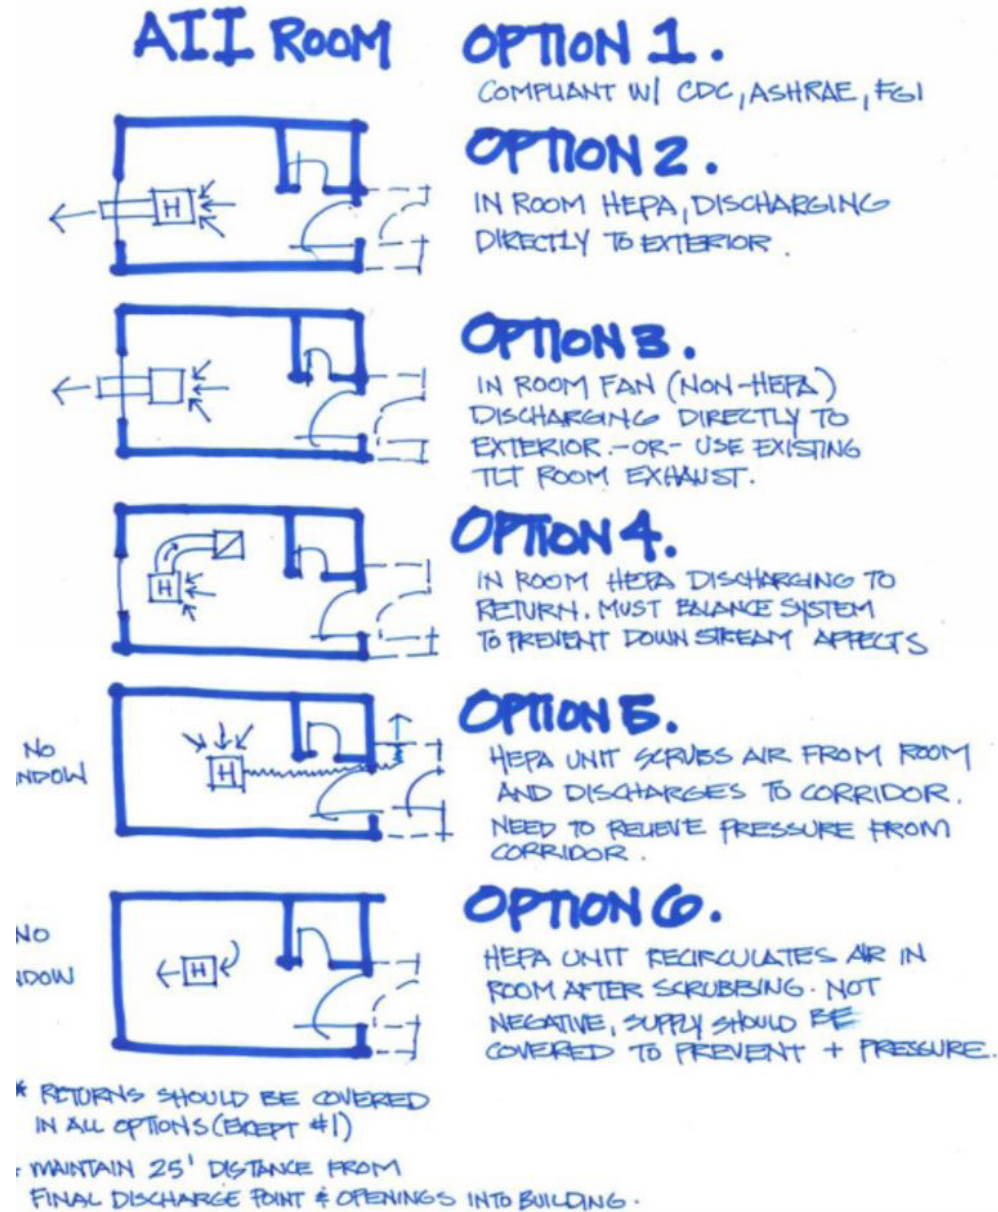 AII ROOM OPTION 1.
COMPLIANT W/ CDC, ASHRAE, FGI
OPTION 2.
H
IN ROOM HEPA, DISCHARGING
DIRECTLY TO EXTERIOR.
OPTION 3.
IN ROOM FAN (NON-HEPA)
DISCHARGING DIRECTLY TO
EXTERIOR. -OR- USE EXISTING
TLT ROOM EXHAUST.
OPTION 4.
H
IN ROOM HEPA DISCHARGING TO
RETURN. MUST BALANCE SYSTEM
TO PREVENT DOWN STREAM AFFECTS
OPTION 5.
NO
NDOW
H
HEPA UNIT SCRUBS AIR FROM ROOM
AND DISCHARGES TO CORRIDOR.
NEED TO RELIEVE PRESSURE FROM
CORRIDOR.
OPTION 6.
NO
NDOW
H
HEPA UNIT RECIRCULATES AIR IN
ROOM AFTER SCRUBBING. NOT
NEGATIVE, SUPPLY SHOULD BE
COVERED TO PREVENT + PRESSURE.
* RETURNS SHOULD BE COVERED
IN ALL OPTIONS (EXCEPT #1)
* MAINTAIN 25' DISTANCE FROM
FINAL DISCHARGE POINT & OPENINGS INTO BUILDING.